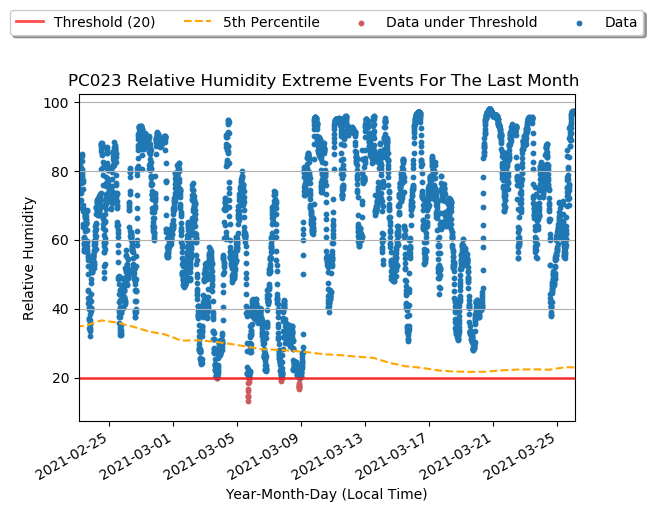 Threshold (20) 5th Percentile Data under Threshold Data
PC023 Relative Humidity Extreme Events For The Last Month
100
80
60
40
20
Relative Humidity
2021-02-25 2021-03-01 2021-03-05 2021-03-09 2021-03-13 2021-03-17 2021-03-21 2021-03-25
Year-Month-Day (Local Time)